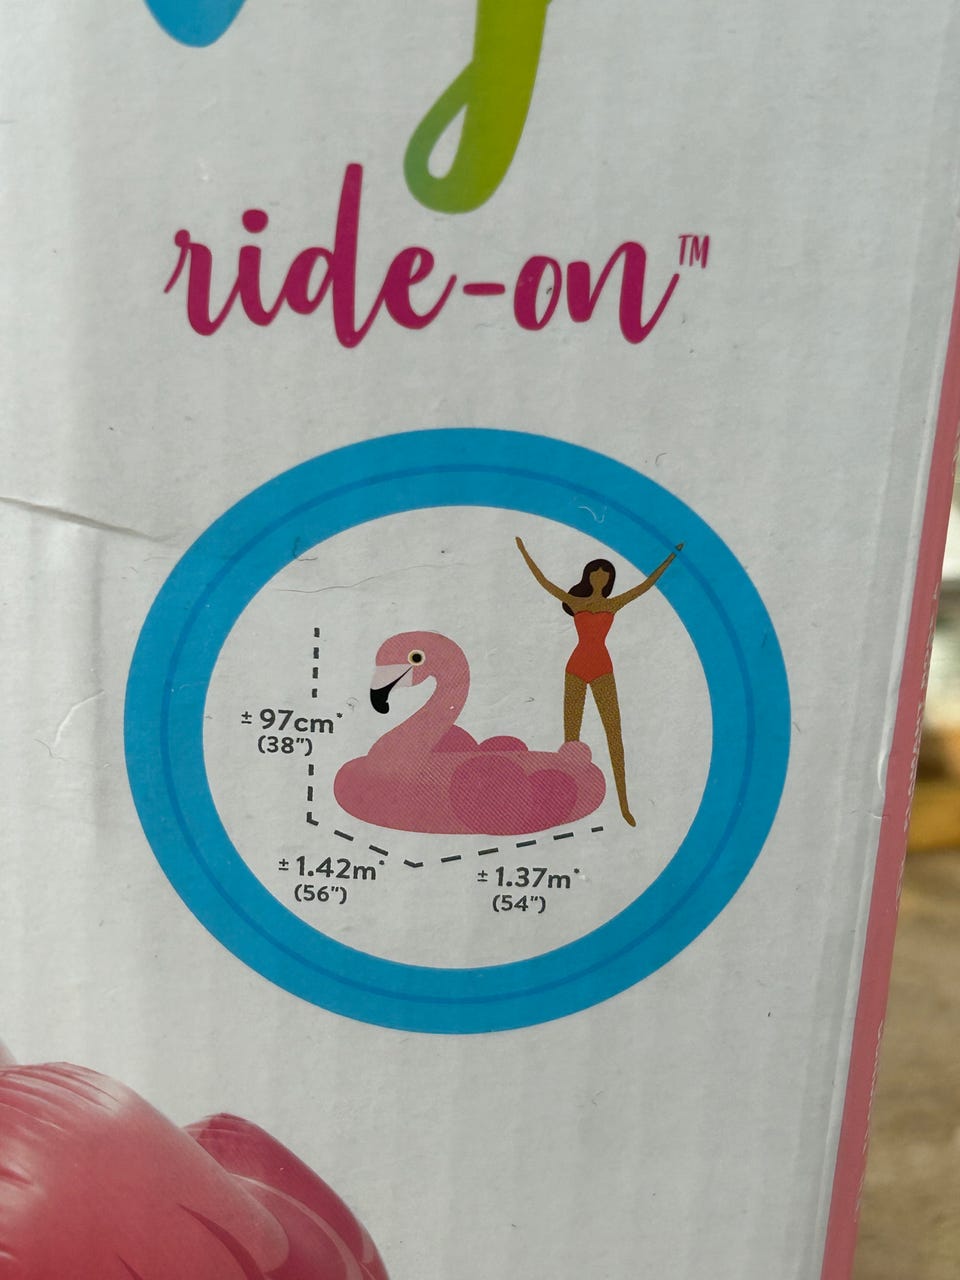 ride-on™
± 97cm*
(38")
± 1.42m*
(56")
± 1.37m*
(54")